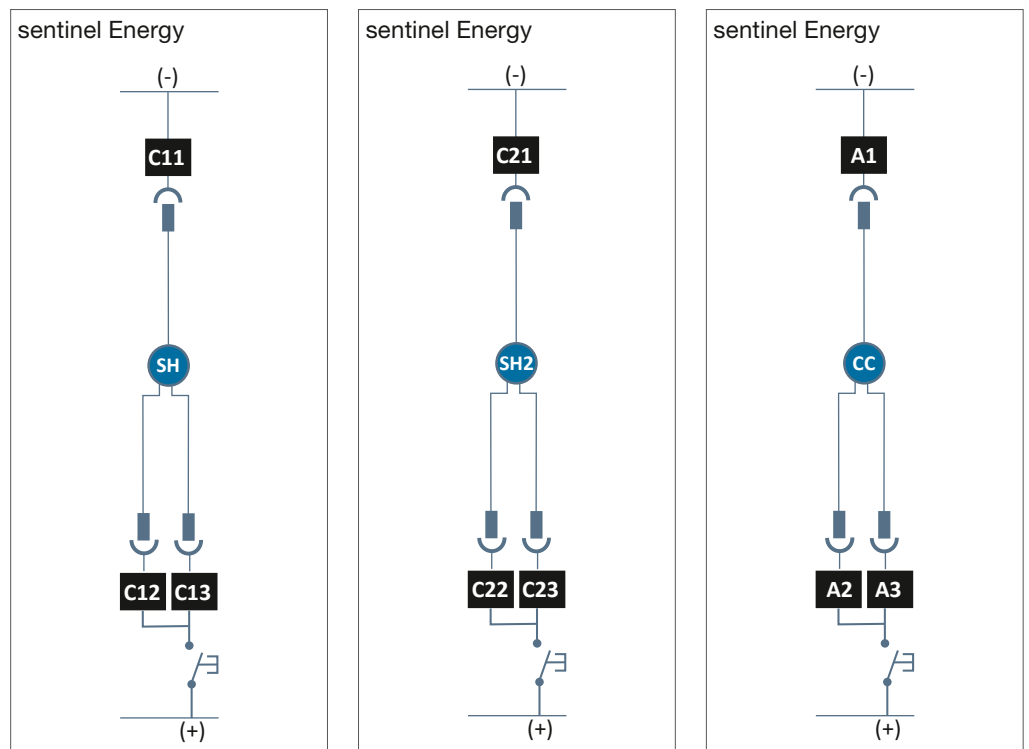 sentinel Energy
(-)
C11
SH
C12 C13
(+)
sentinel Energy
(-)
C21
SH2
C22 C23
(+)
sentinel Energy
(-)
A1
CC
A2 A3
(+)